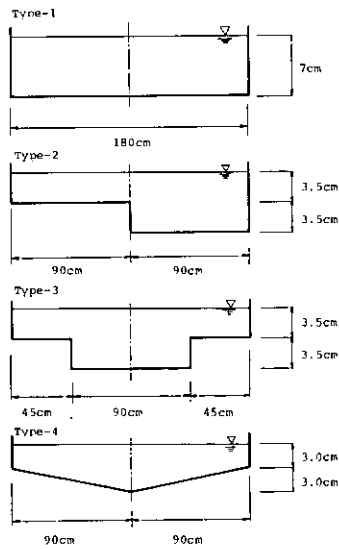 Type-1
7cm
180cm
Type-2
3.5cm
3.5cm
90cm 90cm
Type-3
3.5cm
3.5cm
45cm 90cm 45cm
Type-4
3.0cm
3.0cm
90cm 90cm